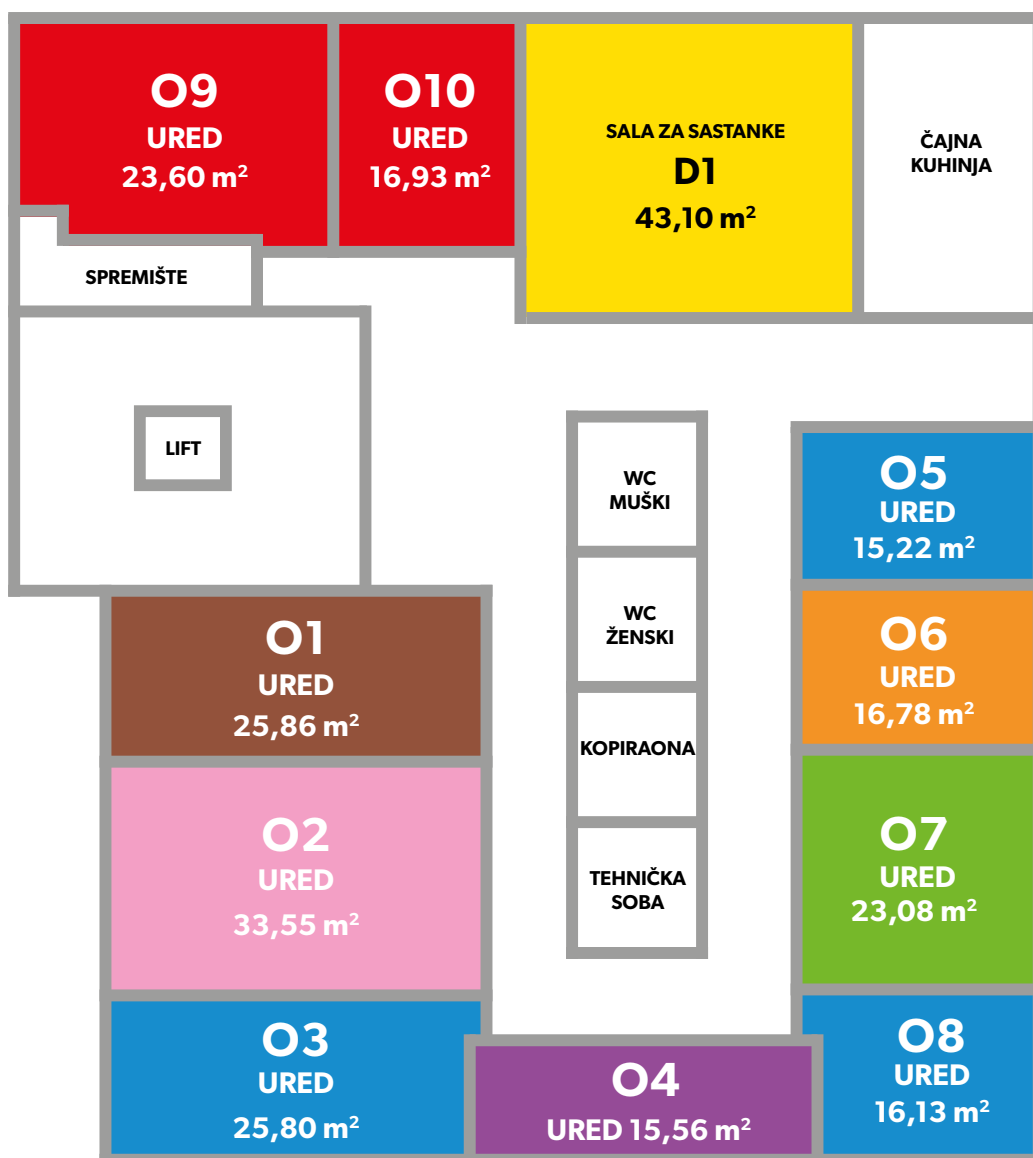 O9
URED
23,60 m²
O10
URED
16,93 m²
SALA ZA SASTANKE
D1
43,10 m²
ČAJNA
KUHINJA
SPREMIŠTE
LIFT
WC
MUŠKI
O5
URED
15,22 m²
O1
URED
25,86 m²
WC
ŽENSKI
O6
URED
16,78 m²
KOPIRAONA
O2
URED
33,55 m²
O7
URED
23,08 m²
TEHNIČKA
SOBA
O3
URED
25,80 m²
O4
URED 15,56 m²
O8
URED
16,13 m²